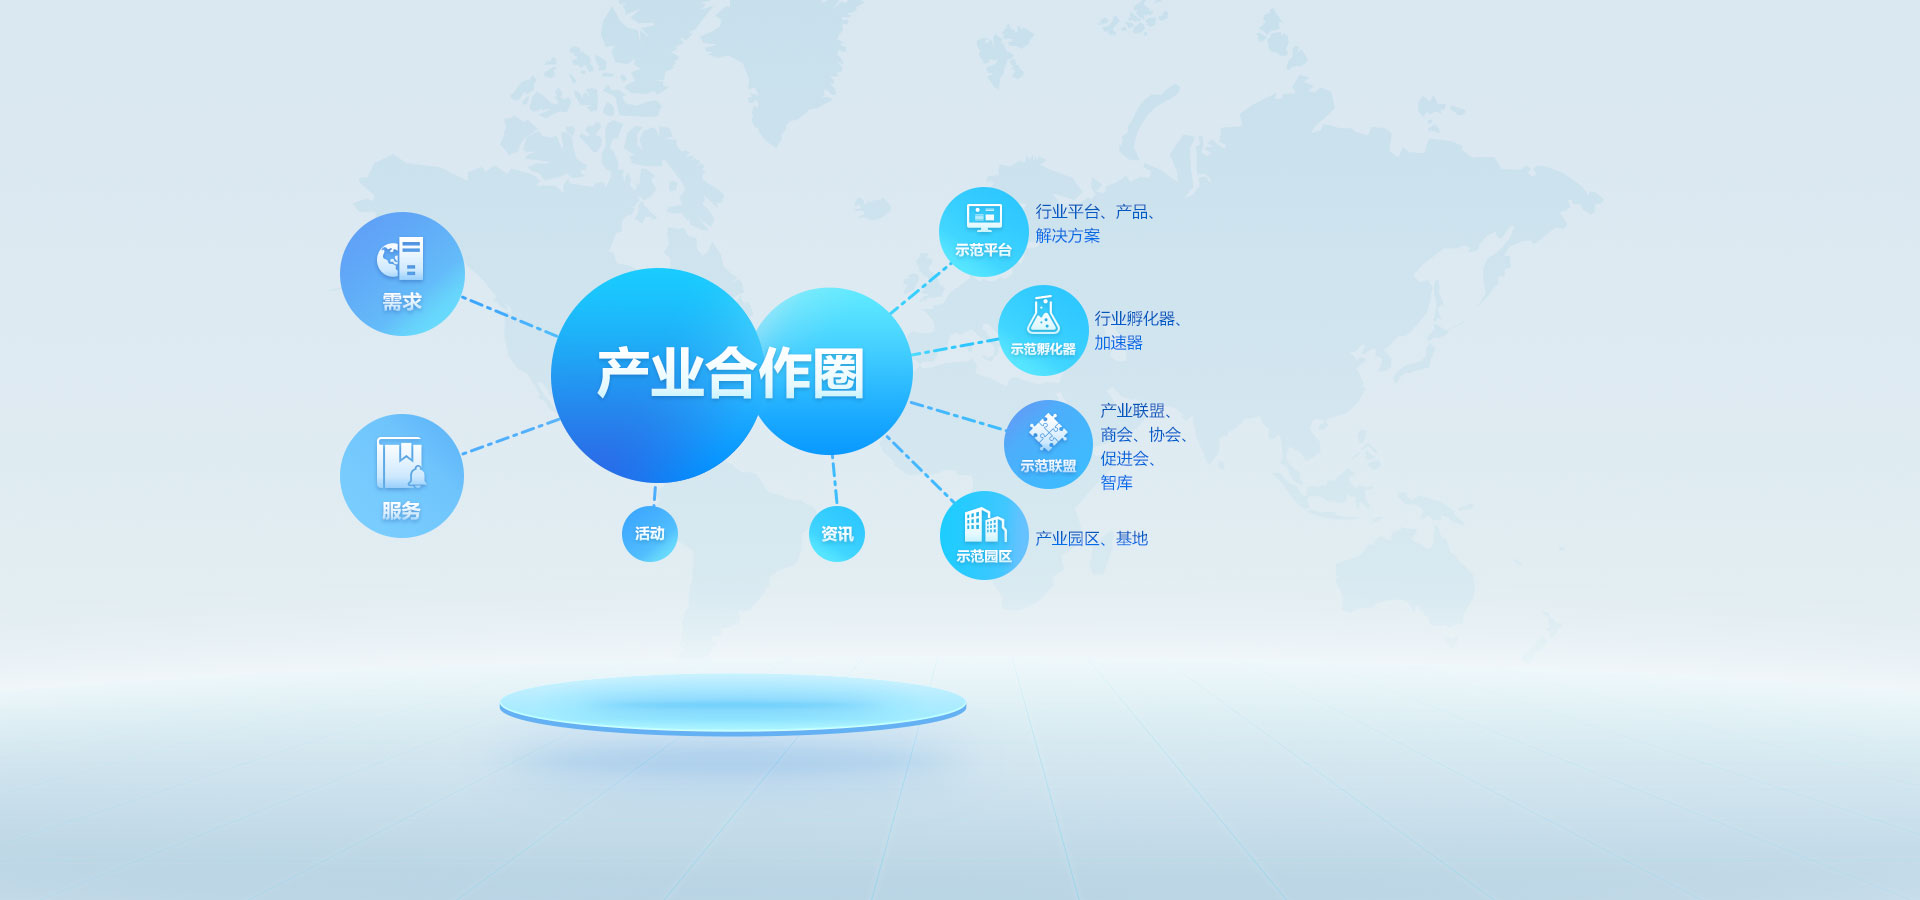 需求
服务
产业合作圈
活动
资讯
示范平台
行业平台、产品、
解决方案
示范孵化器
行业孵化器、
加速器
示范联盟
产业联盟、
商会、协会、
促进会、
智库
示范园区
产业园区、基地